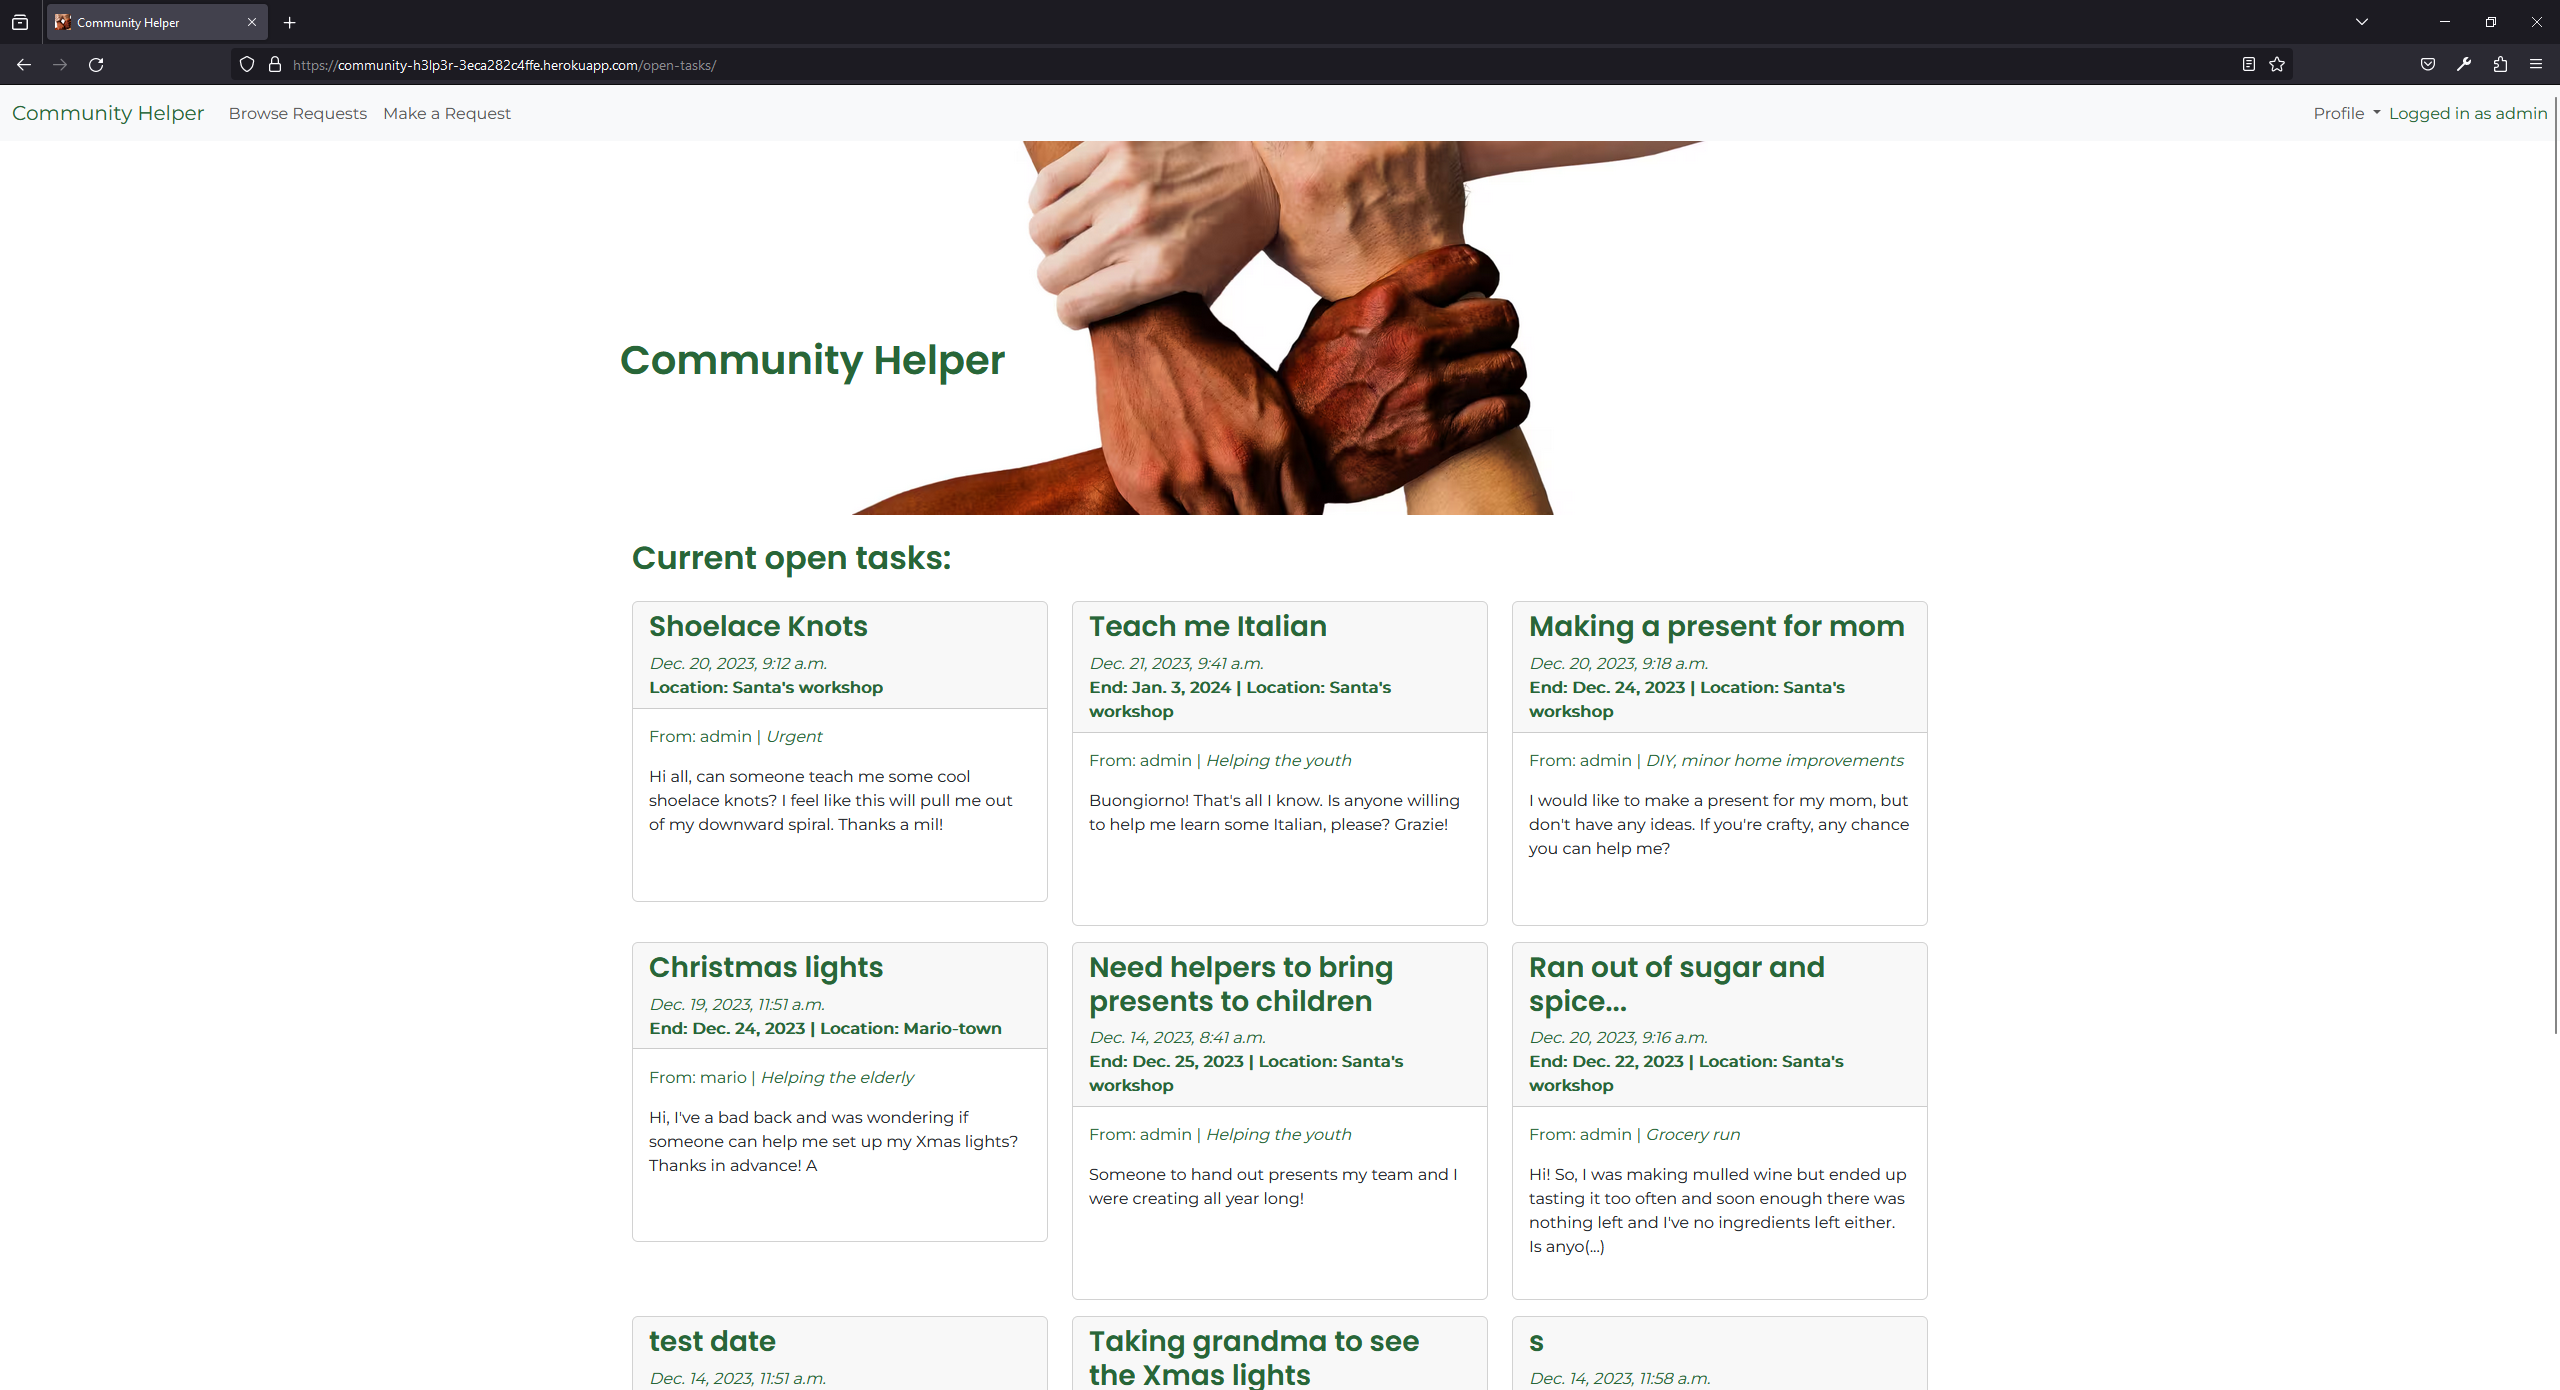 Community Helper
https://community-h3lp3r-3eca282c4ffe.herokuapp.com/open-tasks/
Community Helper Browse Requests Make a Request Profile Logged in as admin
Community Helper
Current open tasks:
Shoelace Knots
Dec. 20, 2023, 9:12 a.m.
Location: Santa's workshop
From: admin | Urgent
Hi all, can someone teach me some cool
shoelace knots? I feel like this will pull me out
of my downward spiral. Thanks a mil!
Teach me Italian
Dec. 21, 2023, 9:41 a.m.
End: Jan. 3, 2024 | Location: Santa's
workshop
From: admin | Helping the youth
Buongiorno! That's all I know. Is anyone willing
to help me learn some Italian, please? Grazie!
Making a present for mom
Dec. 20, 2023, 9:18 a.m.
End: Dec. 24, 2023 | Location: Santa's
workshop
From: admin | DIY, minor home improvements
I would like to make a present for my mom, but
don't have any ideas. If you're crafty, any chance
you can help me?
Christmas lights
Dec. 19, 2023, 11:51 a.m.
End: Dec. 24, 2023 | Location: Mario-town
From: mario | Helping the elderly
Hi, I've a bad back and was wondering if
someone can help me set up my Xmas lights?
Thanks in advance! A
Need helpers to bring
presents to children
Dec. 14, 2023, 8:41 a.m.
End: Dec. 25, 2023 | Location: Santa's
workshop
From: admin | Helping the youth
Someone to hand out presents my team and I
were creating all year long!
Ran out of sugar and
spice...
Dec. 20, 2023, 9:16 a.m.
End: Dec. 22, 2023 | Location: Santa's
workshop
From: admin | Grocery run
Hi! So, I was making mulled wine but ended up
tasting it too often and soon enough there was
nothing left and I've no ingredients left either.
Is anyo(...)
test date
Dec. 14, 2023, 11:51 a.m.
Taking grandma to see
the Xmas lights
s
Dec. 14, 2023, 11:58 a.m.